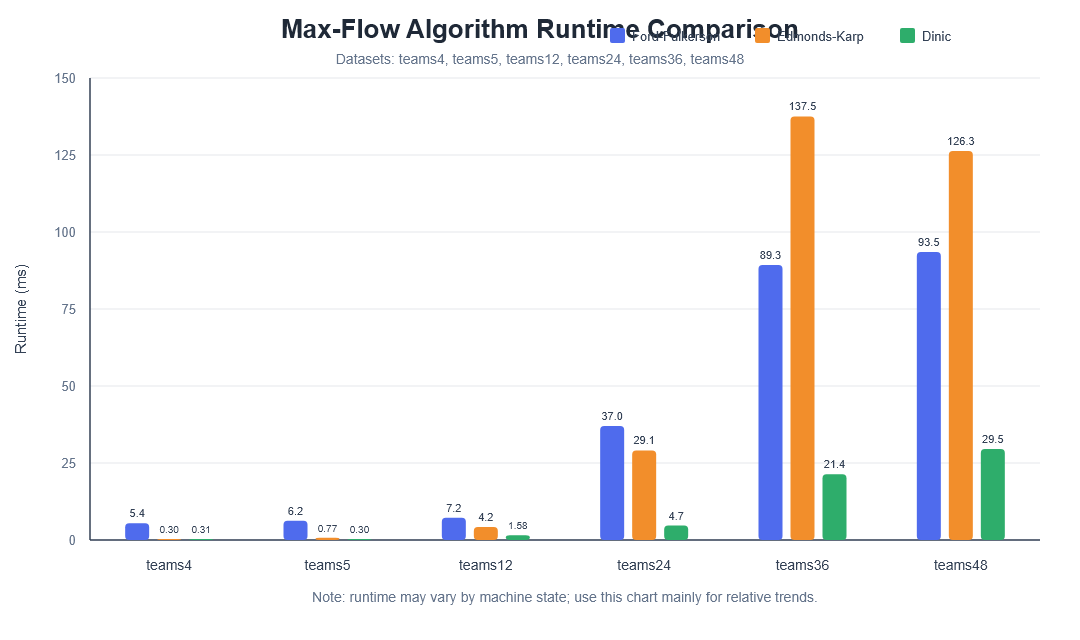 Max-Flow Algorithm Runtime Comparison
Ford-Fulkerson Edmonds-Karp Dinic
Datasets: teams4, teams5, teams12, teams24, teams36, teams48
150
125
100
75
50
25
0
Runtime (ms)
5.4 0.30 0.31
6.2 0.77 0.30
7.2 4.2 1.58
37.0 29.1 4.7
89.3 137.5 21.4
93.5 126.3 29.5
teams4 teams5 teams12 teams24 teams36 teams48
Note: runtime may vary by machine state; use this chart mainly for relative trends.